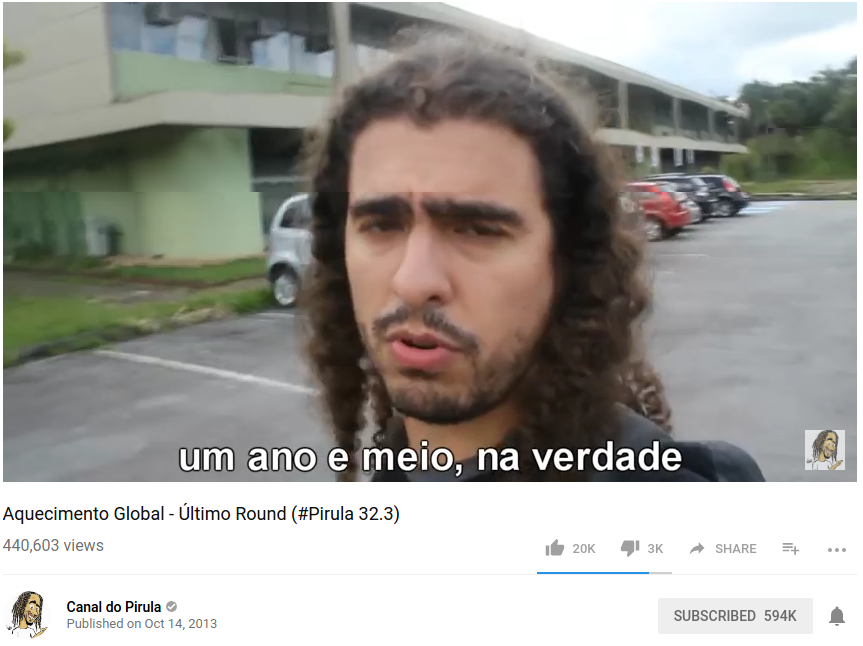 um ano e meio, na verdade
Aquecimento Global - Último Round (#Pirula 32.3)
440,603 views
20K 3K SHARE
Canal do Pirula
Published on Oct 14, 2013
SUBSCRIBED 594K